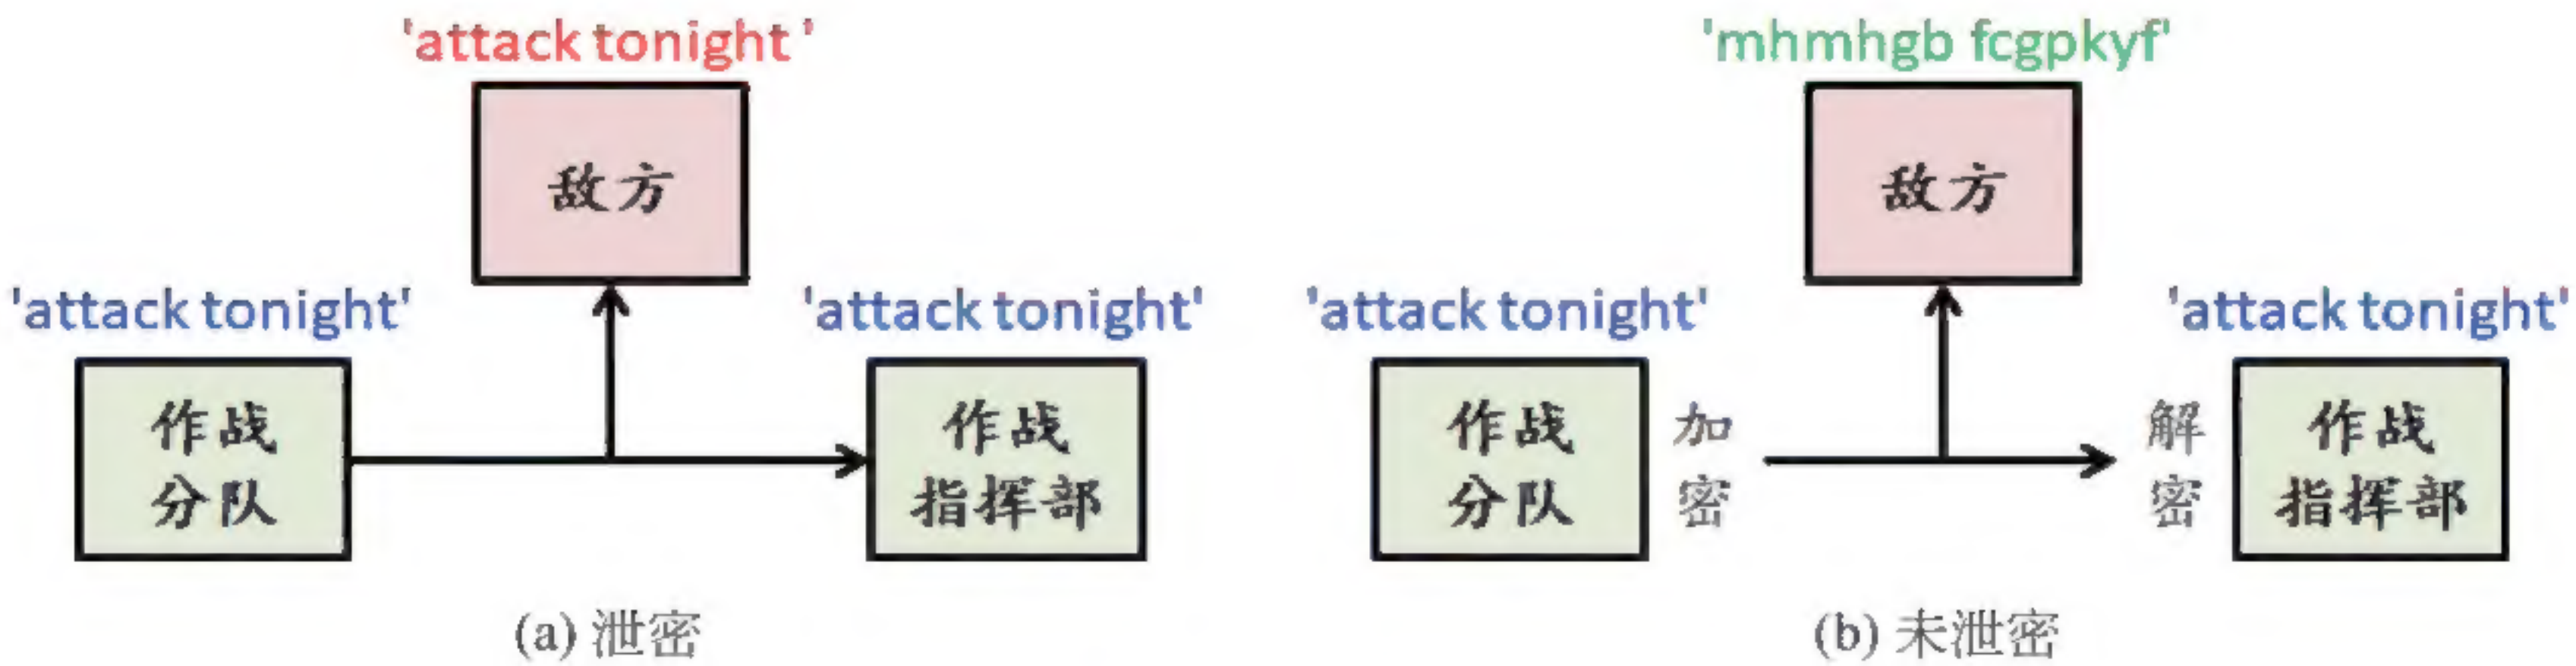 'attack tonight '
敌方
'attack tonight'
'attack tonight'
作战
分队
作战
指挥部
(a) 泄密
'mhmhgb fcgpkyf'
敌方
'attack tonight'
'attack tonight'
作战
分队
加
密
解
密
作战
指挥部
(b) 未泄密